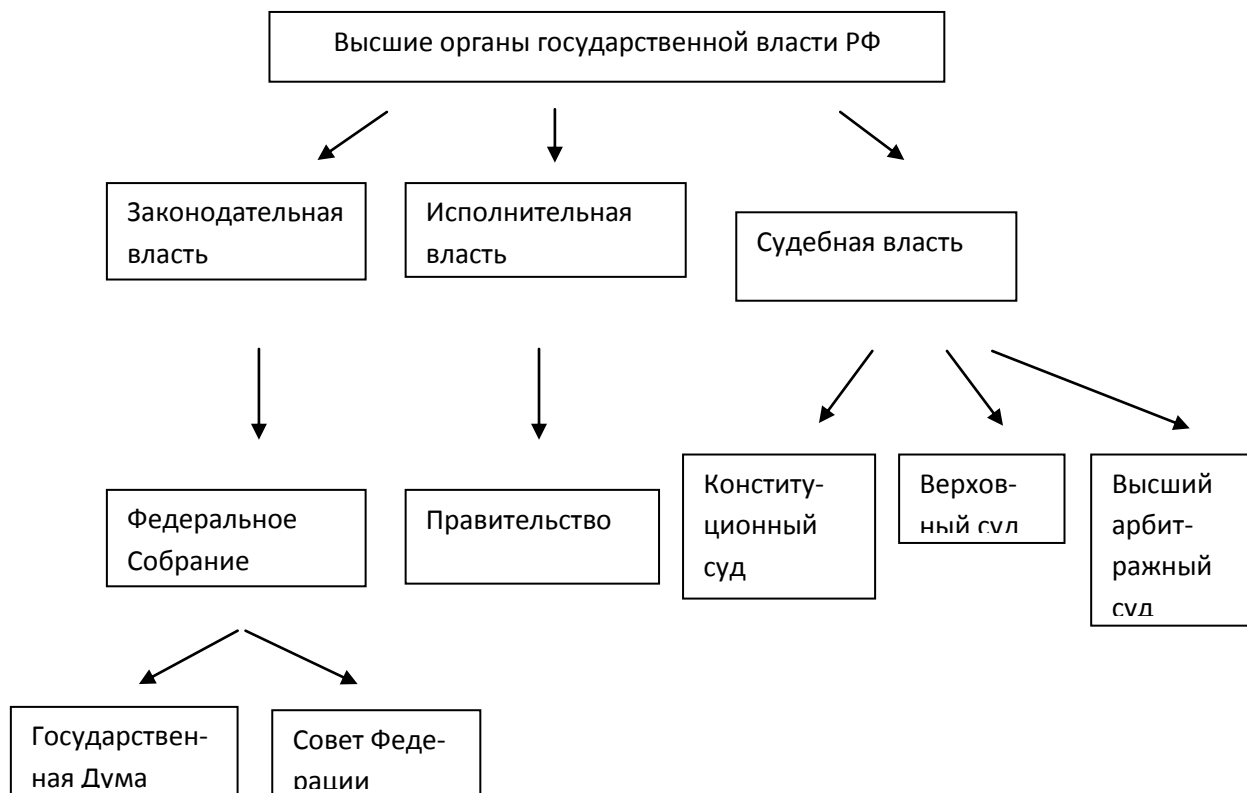 Высшие органы государственной власти РФ
Законодательная
власть
Исполнительная
власть
Судебная власть
Федеральное
Собрание
Правительство
Конститу-
ционный
суд
Верхов-
ный суд
Высший
арбит-
ражный
суд
Государствен-
ная Дума
Совет Феде-
рации